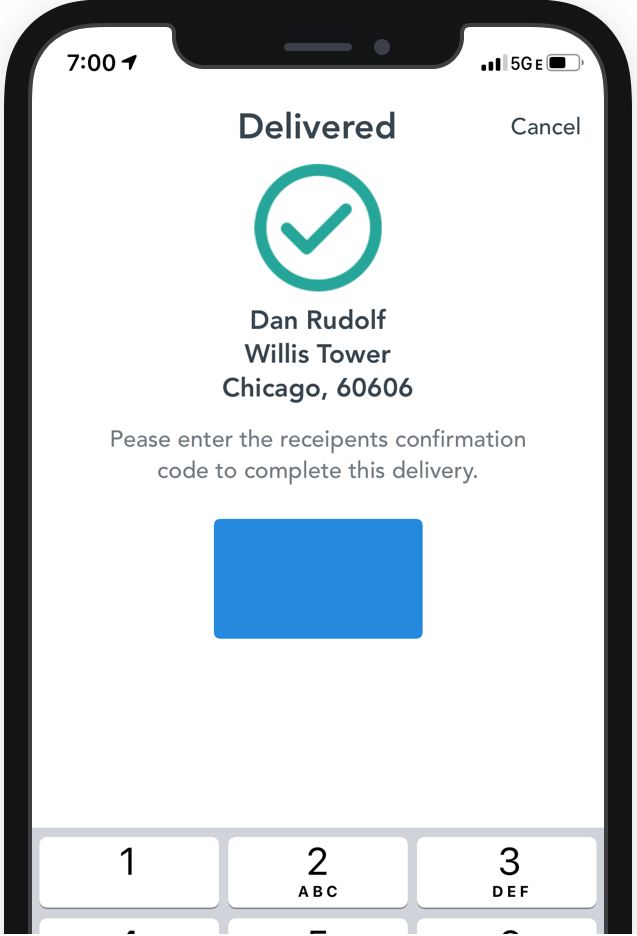 7:00
5GE
Delivered
Cancel
Dan Rudolf
Willis Tower
Chicago, 60606
Pease enter the receipents confirmation
code to complete this delivery.
1
2
3
ABC
DEF